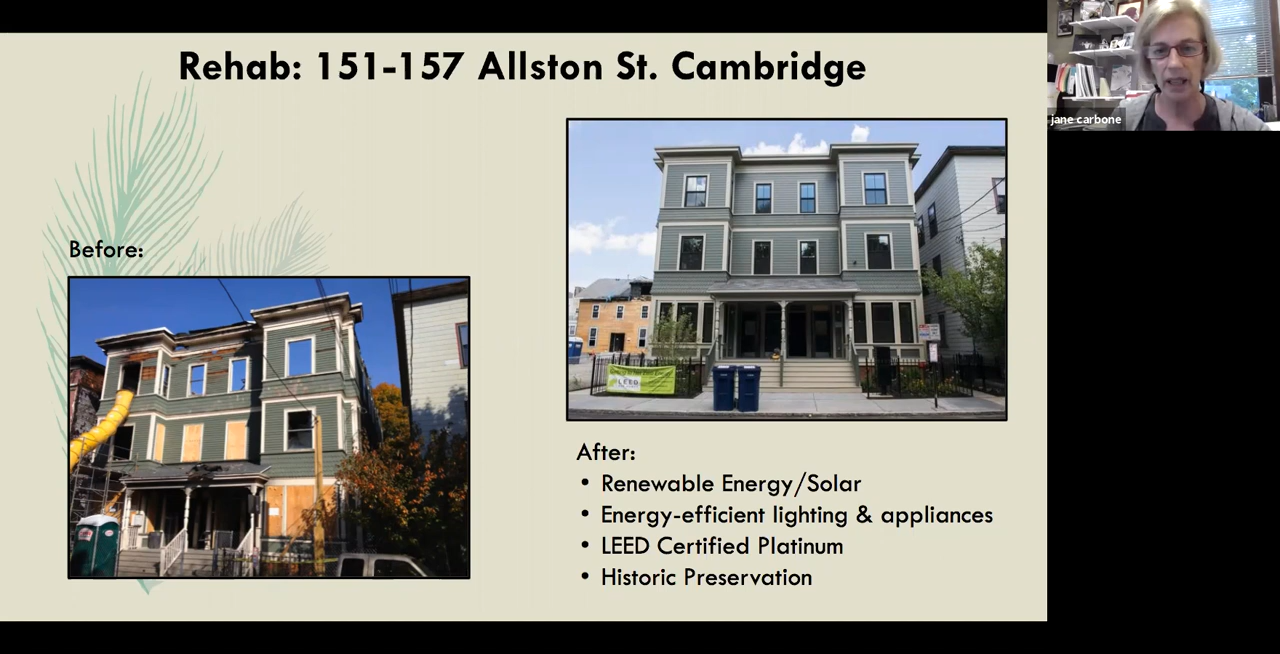 Rehab: 151-157 Allston St. Cambridge
jane carbone
Before:
LEED
After:
• Renewable Energy/Solar
• Energy-efficient lighting & appliances
• LEED Certified Platinum
• Historic Preservation